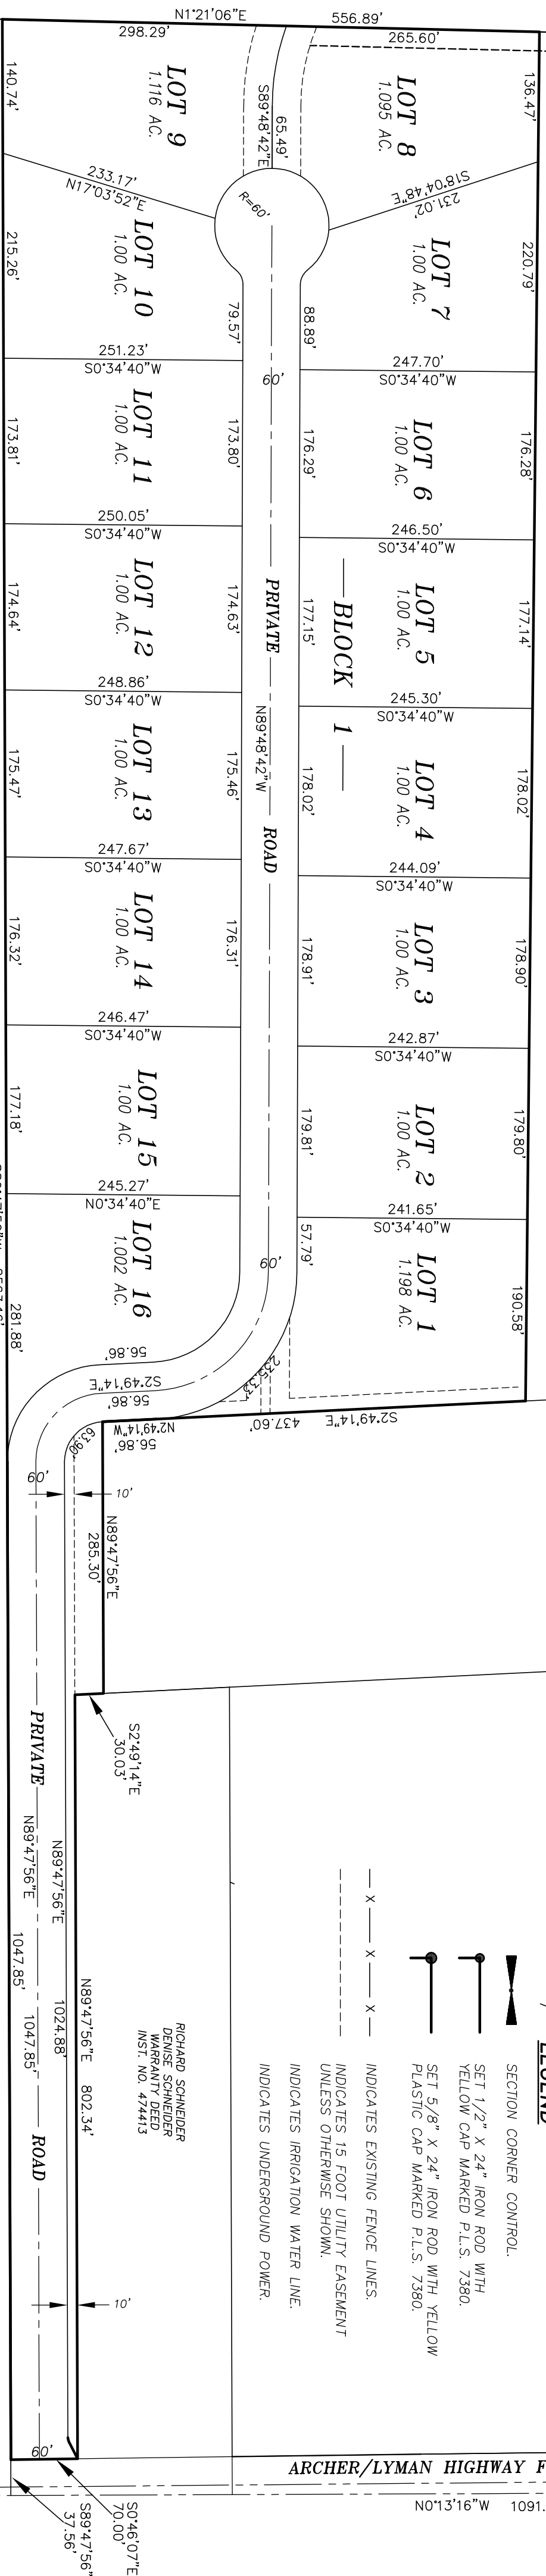 N1°21'06"E
556.89'
298.29'
265.60'
140.74'
LOT 9
1.116 AC.
S89°48'42"E
65.49'
LOT 8
1.095 AC.
136.47'
233.17'
N17°03'52"E
R=60'
S18°04'48"E
231.02'
215.26'
LOT 10
1.00 AC.
79.57'
88.89'
LOT 7
1.00 AC.
220.79'
251.23'
S0°34'40"W
60'
247.70'
S0°34'40"W
173.81'
LOT 11
1.00 AC.
173.80'
176.29'
LOT 6
1.00 AC.
176.28'
250.05'
S0°34'40"W
246.50'
S0°34'40"W
174.64'
LOT 12
1.00 AC.
174.63'
PRIVATE
177.15'
BLOCK 1
LOT 5
1.00 AC.
177.14'
248.86'
S0°34'40"W
245.30'
S0°34'40"W
175.47'
LOT 13
1.00 AC.
175.46'
N89°48'42"W
ROAD
178.02'
LOT 4
1.00 AC.
178.02'
247.67'
S0°34'40"W
244.09'
S0°34'40"W
176.32'
LOT 14
1.00 AC.
176.31'
178.91'
LOT 3
1.00 AC.
178.90'
246.47'
S0°34'40"W
242.87'
S0°34'40"W
177.18'
LOT 15
1.00 AC.
179.81'
LOT 2
1.00 AC.
179.80'
245.27'
N0°34'40"E
241.65'
S0°34'40"W
281.88'
LOT 16
1.002 AC.
60'
57.79'
LOT 1
1.198 AC.
190.58'
56.86'
S2°49'14"E
56.86'
235.33'
N2°49'14"W
56.86'
437.60'
S2°49'14"E
63.90'
60'
10'
N89°47'56"E
285.30'
S2°49'14"E
30.03'
PRIVATE
N89°47'56"E
N89°47'56"E
1047.85'
1047.85'
1024.88'
N89°47'56"E 802.34'
ROAD
RICHARD SCHNEIDER
DENISE SCHNEIDER
WARRANTY DEED
INST. NO. 474413
10'
60'
S0°46'07"E
70.00'
S89°47'56"
37.56'
ARCHER/LYMAN HIGHWAY F
N0°13'16"W 1091.
LEGEND
SECTION CORNER CONTROL.
SET 1/2" X 24" IRON ROD WITH
YELLOW CAP MARKED P.L.S. 7380.
SET 5/8" X 24" IRON ROD WITH YELLOW
PLASTIC CAP MARKED P.L.S. 7380.
X X X
INDICATES EXISTING FENCE LINES.
INDICATES 15 FOOT UTILITY EASEMENT
UNLESS OTHERWISE SHOWN.
INDICATES IRRIGATION WATER LINE.
INDICATES UNDERGROUND POWER.